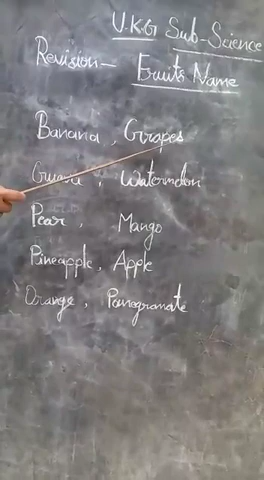 U.K.G Sub-Science
Revision— Fruits Name
Banana, Grapes
Guava, Watermelon
Pear, Mango
Pineapple, Apple
Orange, Pomegranate